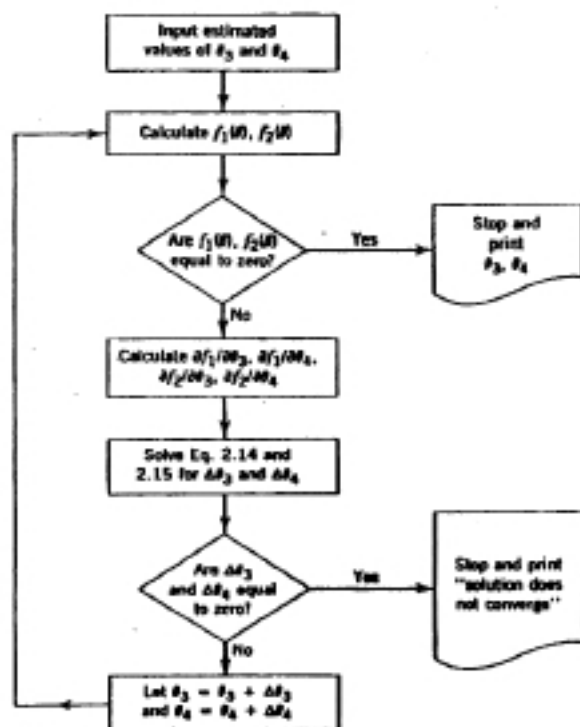 Input estimated
values of θ₃ and θ₄
Calculate f₁(θ), f₂(θ)
Are f₁(θ), f₂(θ)
equal to zero?
Yes
Stop and
print
θ₃, θ₄
No
Calculate ∂f₁/∂θ₃, ∂f₁/∂θ₄,
∂f₂/∂θ₃, ∂f₂/∂θ₄
Solve Eq. 2.14 and
2.15 for Δθ₃ and Δθ₄
Are Δθ₃
and Δθ₄ equal
to zero?
Yes
Stop and print
"solution does
not converge"
No
Let θ₃ = θ₃ + Δθ₃
and θ₄ = θ₄ + Δθ₄